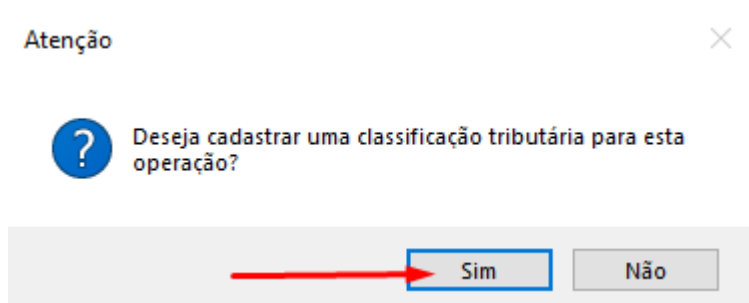 Atenção
Deseja cadastrar uma classificação tributária para esta
operação?
Sim
Não